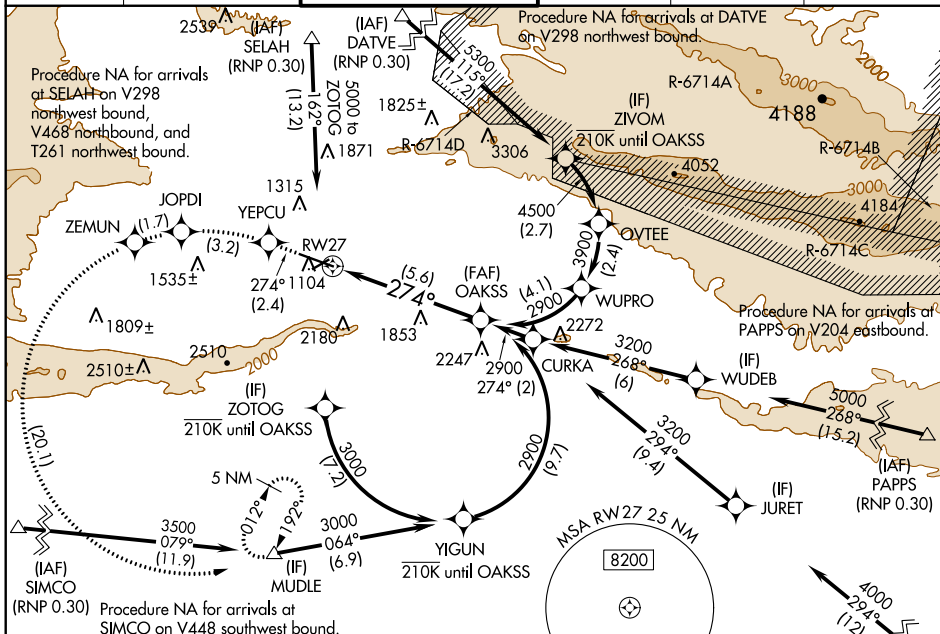 2539
(IAF)
SELAH
(RNP 0.30)
(IAF)
DATVE
(RNP 0.30)
Procedure NA for arrivals at DATVE
on V298 northwest bound.
Procedure NA for arrivals
at SELAH on V298
northwest bound,
V468 northbound, and
T261 northwest bound.
5000 to
ZOTOG
162°
(13.2)
5300
115°
(17.2)
2000
3000
R-6714A
4188
1825±
R-6714D
3306
(IF)
ZIVOM
210K until OAKSS
R-6714B
1871
4052
3000
4184
1315
JOPDI
ZEMUN
(1.7)
YEPCU
(3.2)
4500
(2.7)
OVTEE
R-6714C
RW27
1535±
274°
(2.4)
1104
(5.6)
274°
(FAF)
OAKSS
(4.1)
2900
3900
(2.4)
WUPRO
Procedure NA for arrivals at
PAPPS on V204 eastbound.
1809±
1853
2180
2272
2510
2000
2510±
2247
2900
274° (2)
CURKA
3200
268°
(6)
(IF)
WUDEB
(IF)
ZOTOG
210K until OAKSS
5000
268°
(15.2)
(IAF)
PAPPS
(RNP 0.30)
3000
(7.2)
2900
(9.7)
3200
294°
(9.4)
(IF)
JURET
(20.1)
5 NM
012°
192°
3500
079°
(11.9)
3000
064°
(6.9)
YIGUN
210K until OAKSS
(IAF)
SIMCO
(RNP 0.30)
(IF)
MUDLE
Procedure NA for arrivals at
SIMCO on V448 southwest bound.
MSA RW27 25 NM
8200
4000
294°
(12)